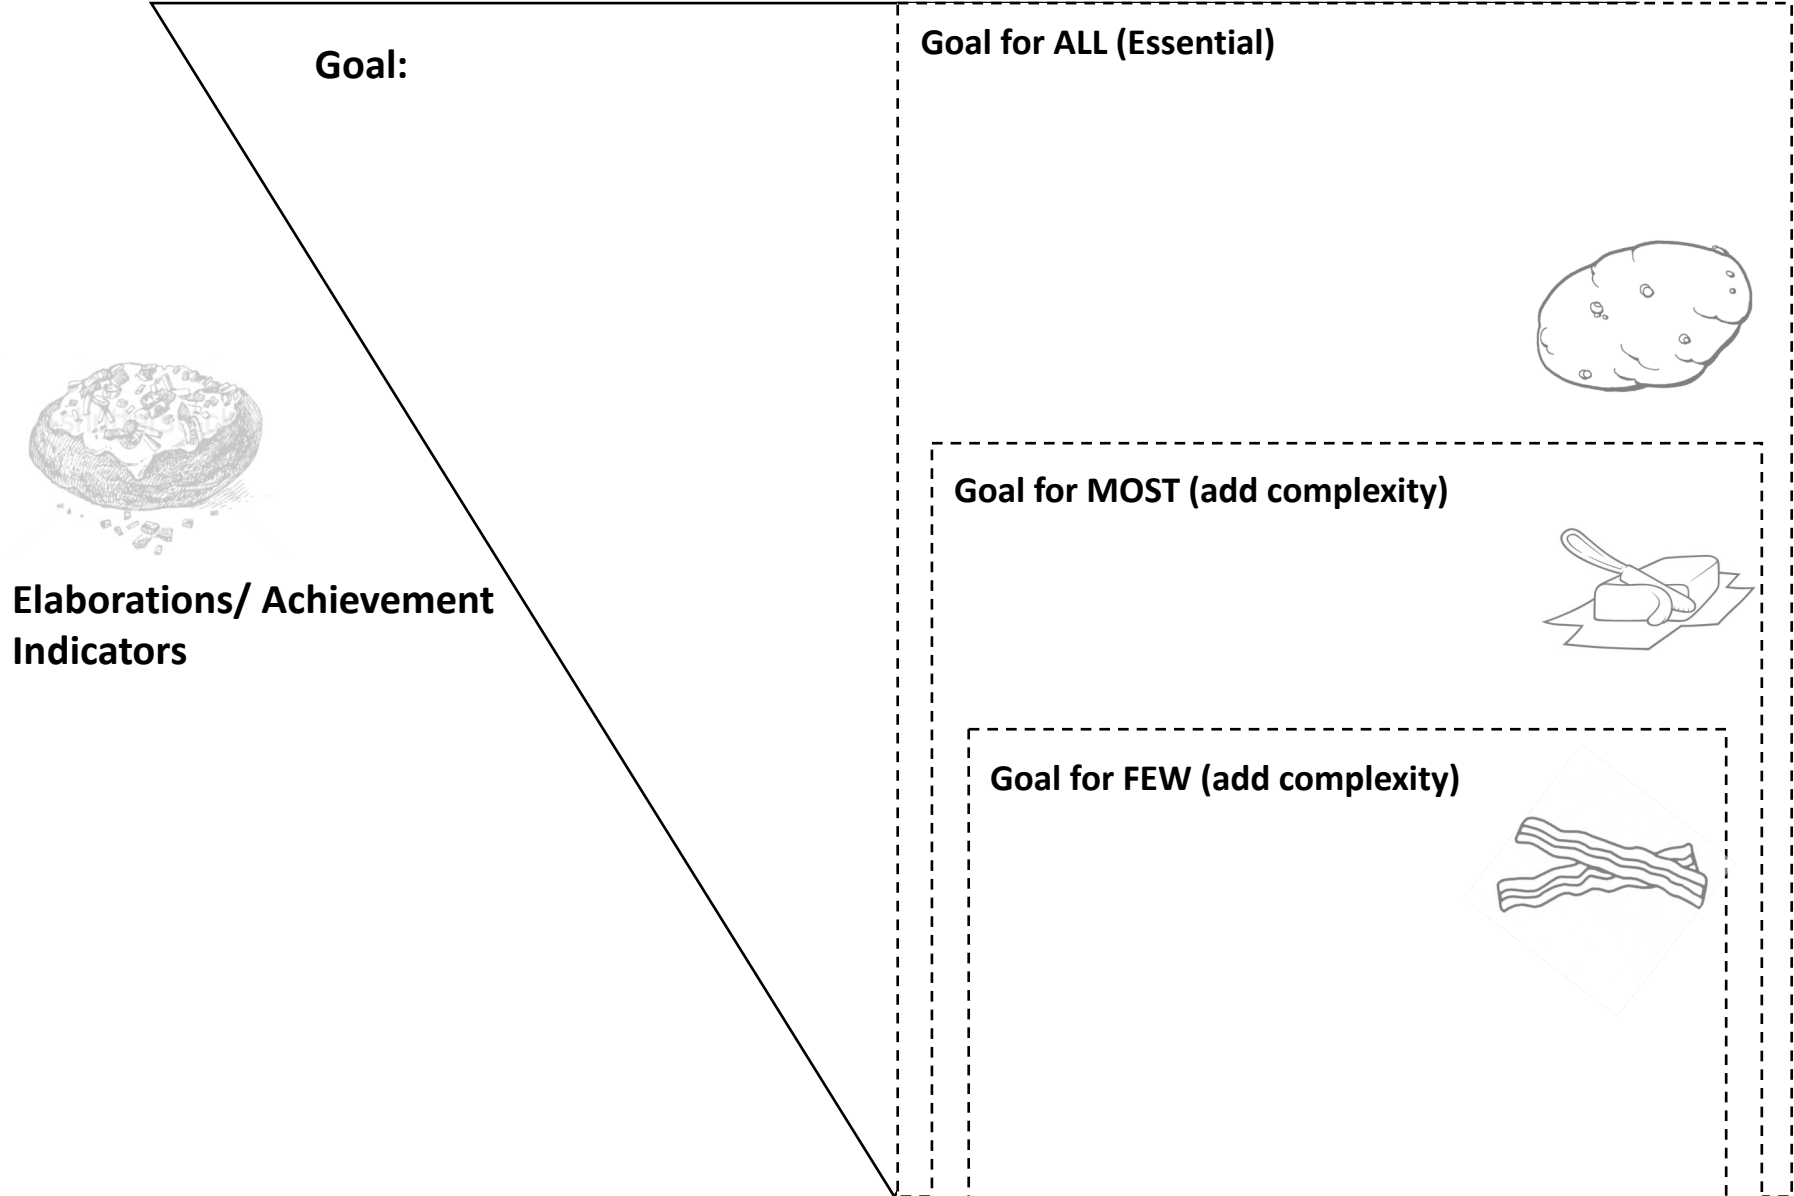 Goal:
Goal for ALL (Essential)
Goal for MOST (add complexity)
Elaborations/ Achievement
Indicators
Goal for FEW (add complexity)